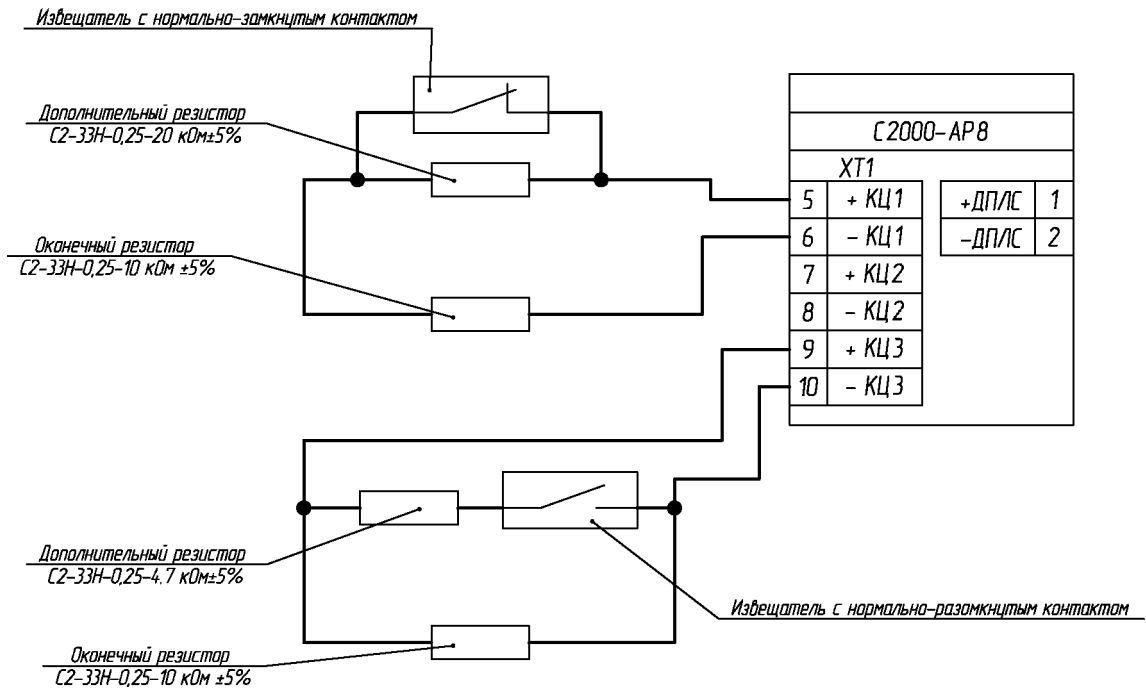 Извещатель с нормально-замкнутым контактом
Дополнительный резистор
С2-33Н-0,25-20 кОм±5%
Оконечный резистор
С2-33Н-0,25-10 кОм ±5%
С2000-АР8
ХТ1
5 + КЦ1 +ДПЛС 1
6 - КЦ1 -ДПЛС 2
7 + КЦ2
8 - КЦ2
9 + КЦ3
10 - КЦ3
Дополнительный резистор
С2-33Н-0,25-4.7 кОм±5%
Извещатель с нормально-разомкнутым контактом
Оконечный резистор
С2-33Н-0,25-10 кОм ±5%